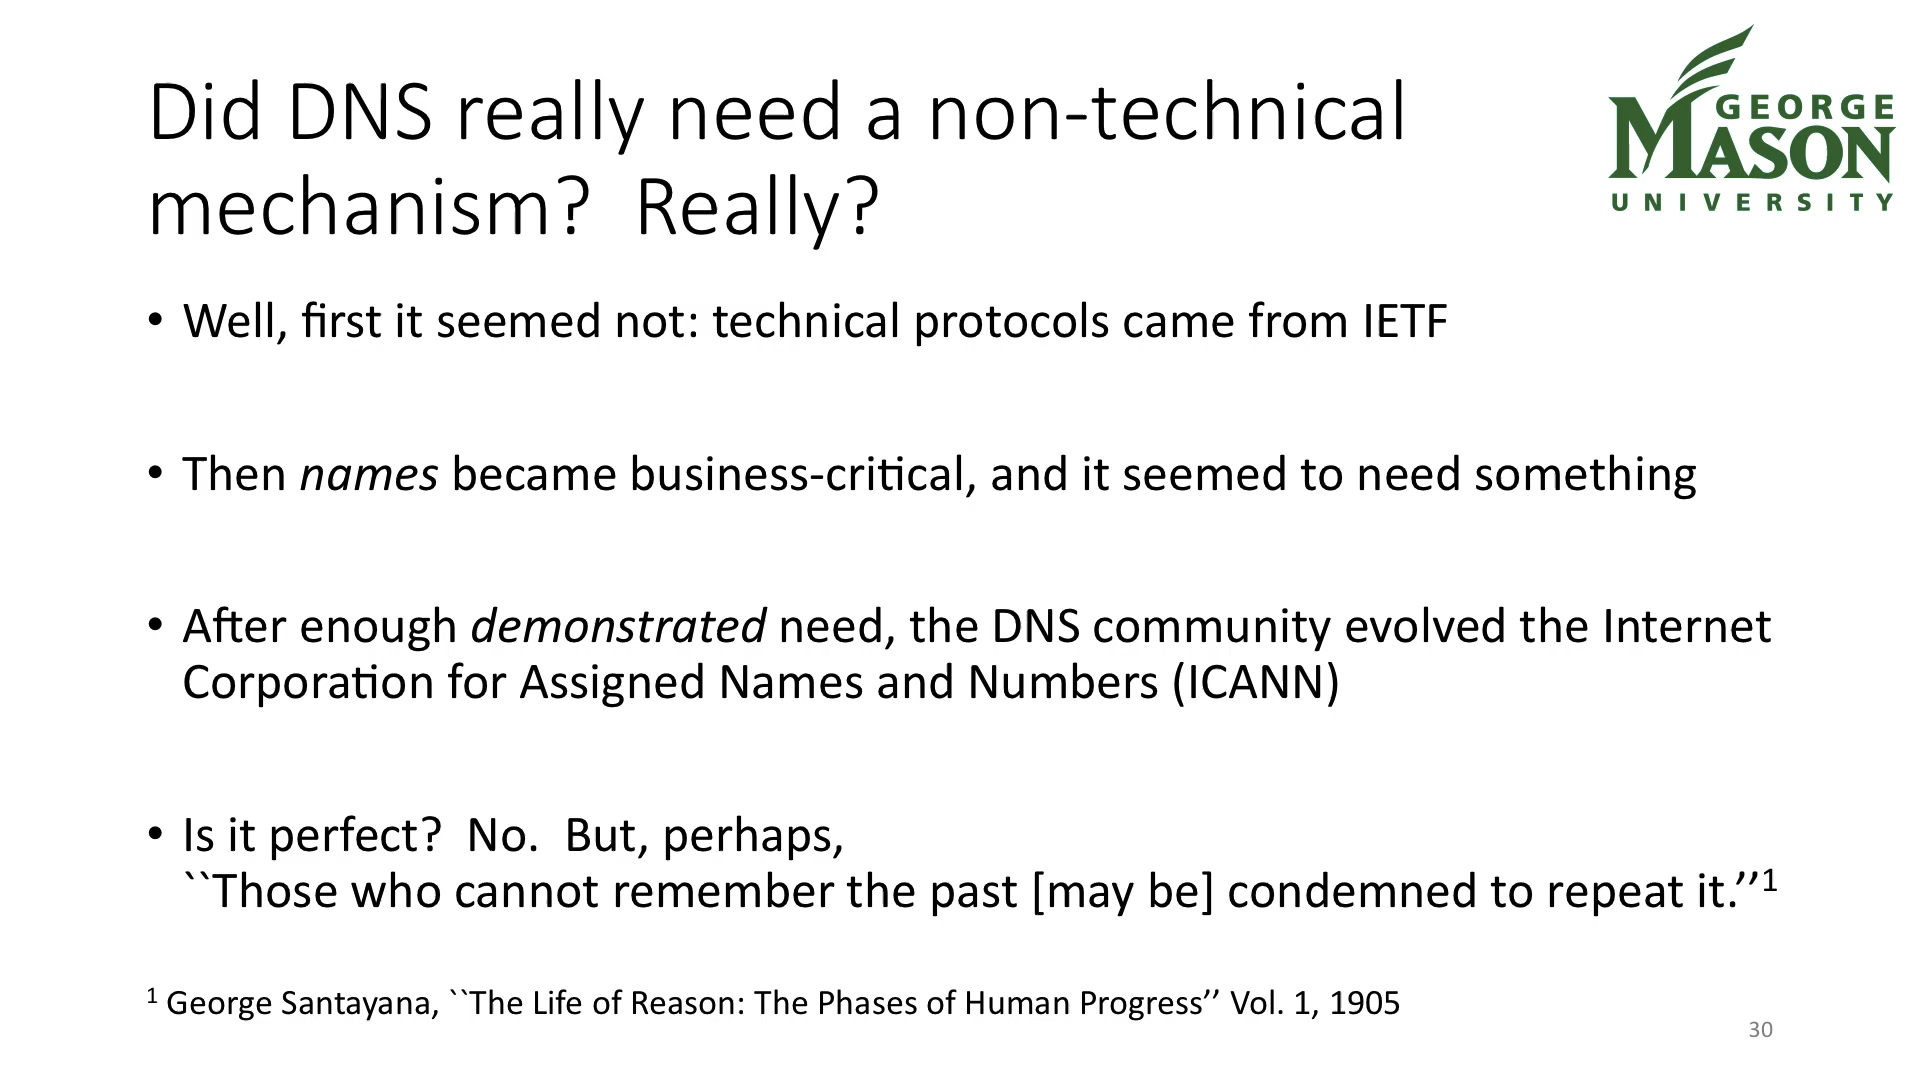 Did DNS really need a non-technical
mechanism?  Really?
GEORGE
MASON
UNIVERSITY
• Well, first it seemed not: technical protocols came from IETF
• Then names became business-critical, and it seemed to need something
• After enough demonstrated need, the DNS community evolved the Internet
Corporation for Assigned Names and Numbers (ICANN)
• Is it perfect?  No.  But, perhaps,
``Those who cannot remember the past [may be] condemned to repeat it.’’1
1 George Santayana, ``The Life of Reason: The Phases of Human Progress’’ Vol. 1, 1905
30